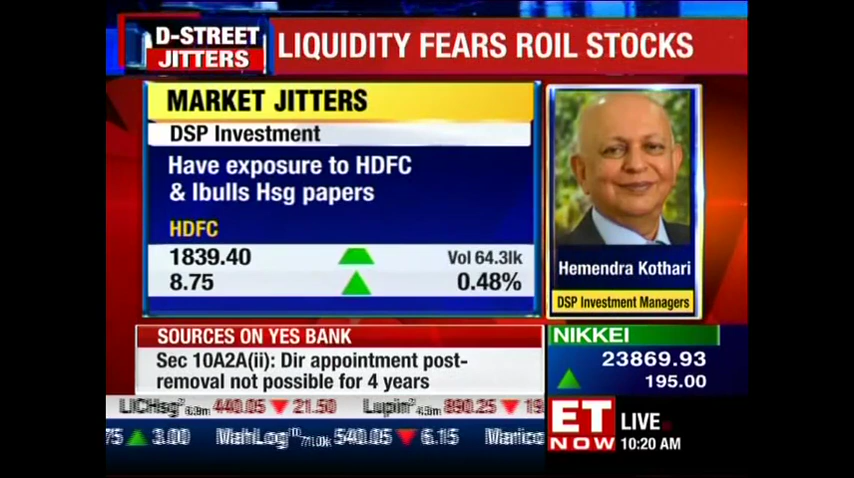 D-STREET
JITTERS
LIQUIDITY FEARS ROIL STOCKS
MARKET JITTERS
DSP Investment
Have exposure to HDFC
& Ibulls Hsg papers
HDFC
1839.40 Vol 64.3lk
8.75 0.48%
Hemendra Kothari
DSP Investment Managers
SOURCES ON YES BANK
Sec 10A2A(ii): Dir appointment post-
removal not possible for 4 years
NIKKEI
23869.93
195.00
LICHsg 440.05 21.50 Lupin 890.25 19
75 3.00 MahLog 540.05 6.15 Marico
ET
NOW
LIVE
10:20 AM